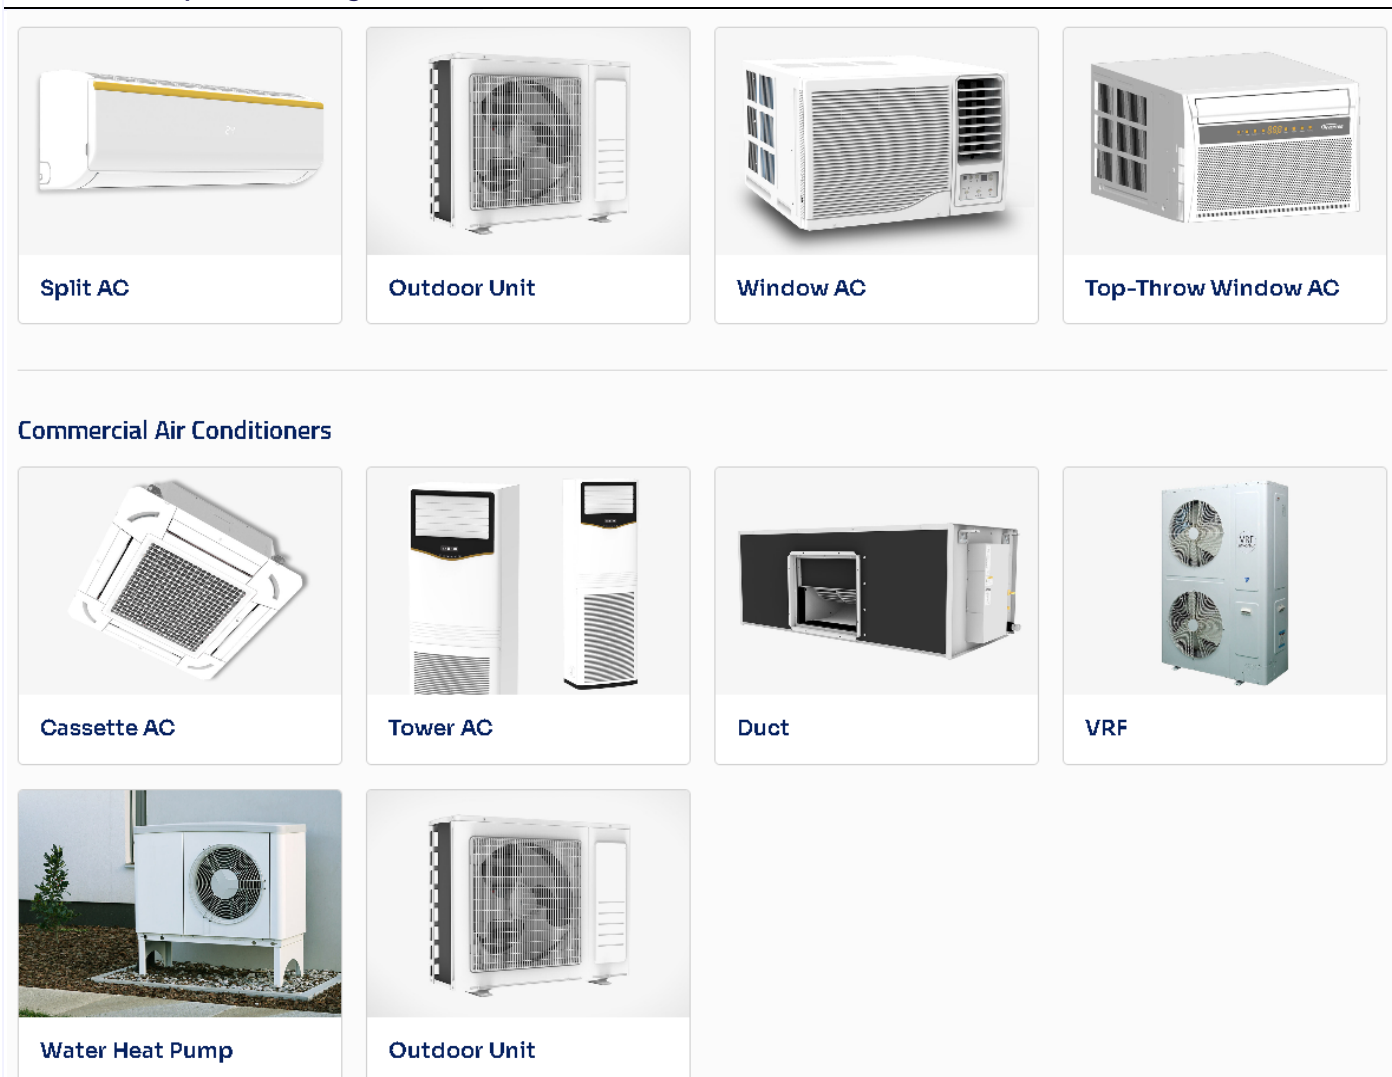 Split AC
Outdoor Unit
Window AC
Top-Throw Window AC
Commercial Air Conditioners
VRF
Cassette AC
Tower AC
Duct
VRF
Water Heat Pump
Outdoor Unit